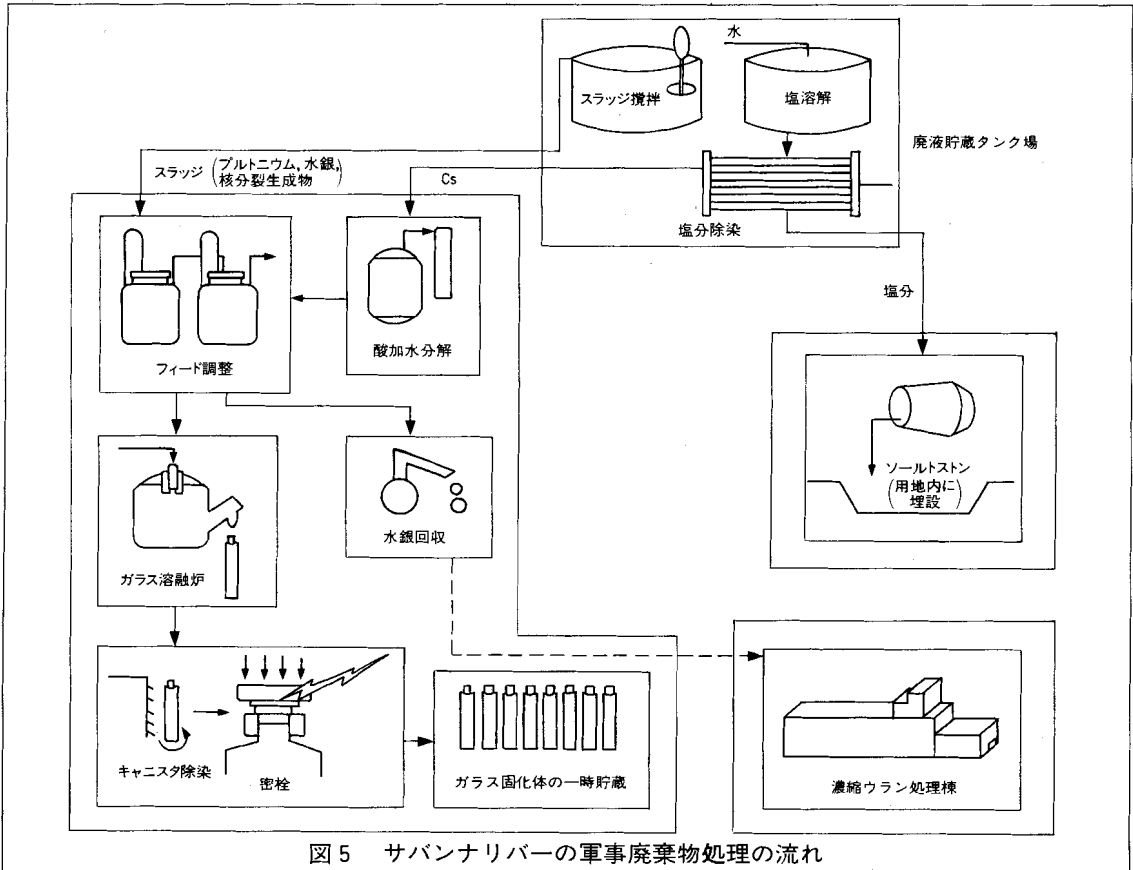 水
スラッジ攪拌
塩溶解
廃液貯蔵タンク場
スラッジ(プルトニウム,水銀,
核分裂生成物)
Cs
塩分除染
塩分
フィード調整
酸加水分解
ソールトストン
(用地内に
埋設)
ガラス溶融炉
水銀回収
キャニスタ除染
密栓
ガラス固化体の一時貯蔵
濃縮ウラン処理棟
図5 サバンナリバーの軍事廃棄物処理の流れ